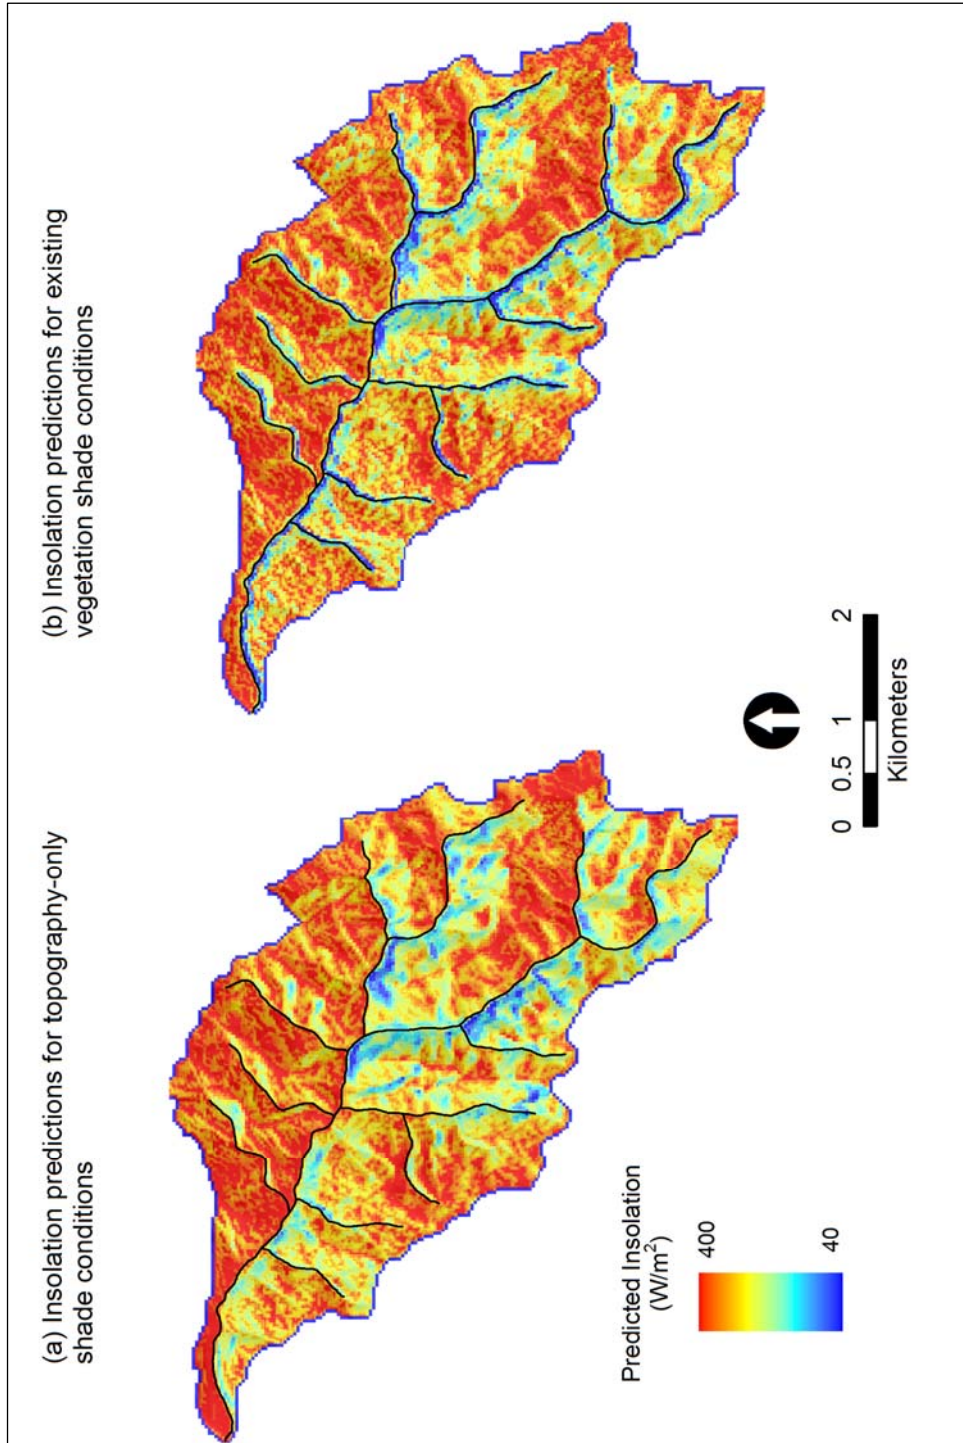 (a) Insolation predictions for topography-only
shade conditions
(b) Insolation predictions for existing
vegetation shade conditions
Predicted Insolation
(W/m²)
400
40
0 0.5 1 2
Kilometers